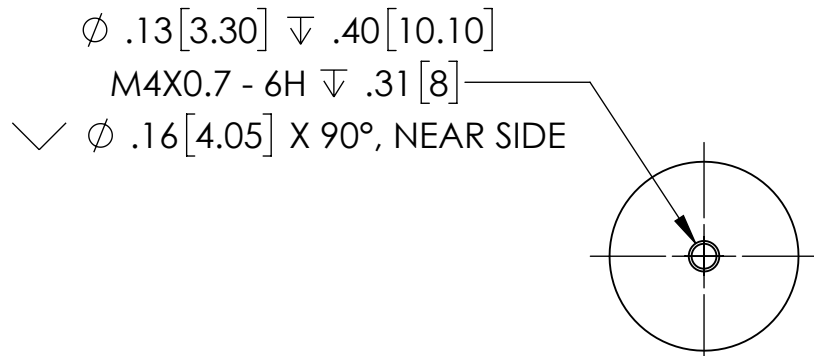 ⌀ .13[3.30] ↧ .40[10.10]
M4X0.7 - 6H ↧ .31[8]
⌵ ⌀ .16[4.05] X 90°, NEAR SIDE